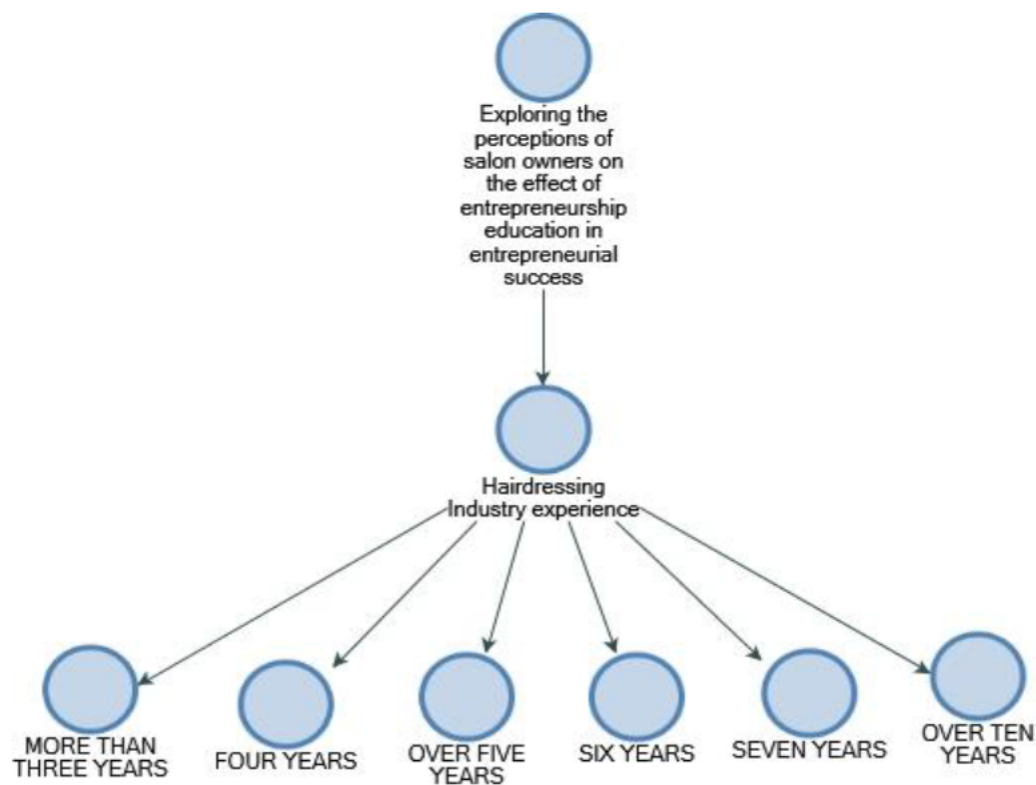 Exploring the
perceptions of
salon owners on
the effect of
entrepreneurship
education in
entrepreneurial
success
Hairdressing
Industry experience
MORE THAN
THREE YEARS
FOUR YEARS
OVER FIVE
YEARS
SIX YEARS
SEVEN YEARS
OVER TEN
YEARS